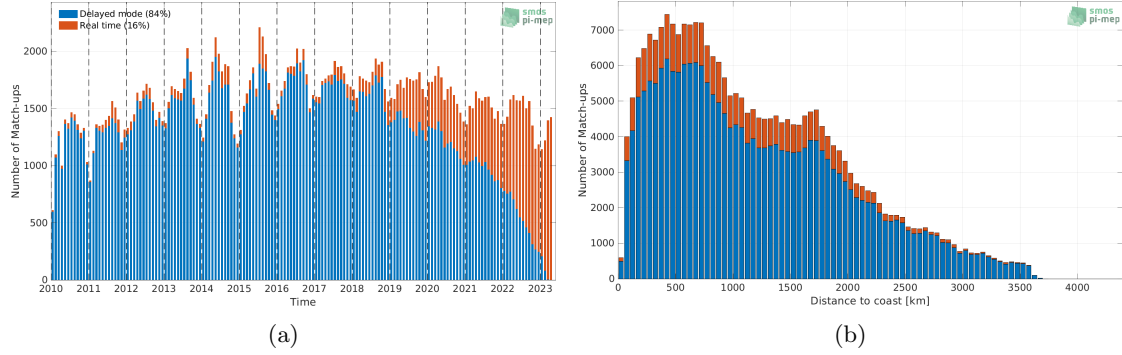 Delayed mode (84%)
Real time (16%)
smos
pi-mep
Number of Match-ups
2000
1500
1000
500
0
2010 2011 2012 2013 2014 2015 2016 2017 2018 2019 2020 2021 2022 2023
Time
(a)
smos
pi-mep
Number of Match-ups
7000
6000
5000
4000
3000
2000
1000
0
0 500 1000 1500 2000 2500 3000 3500 4000
Distance to coast [km]
(b)